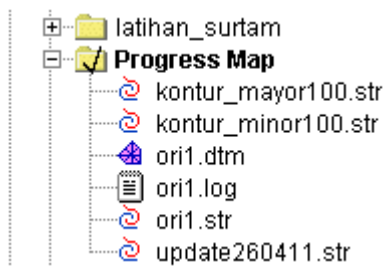 latihan_surtam
Progress Map
kontur_mayor100.str
kontur_minor100.str
ori1.dtm
ori1.log
ori1.str
update260411.str